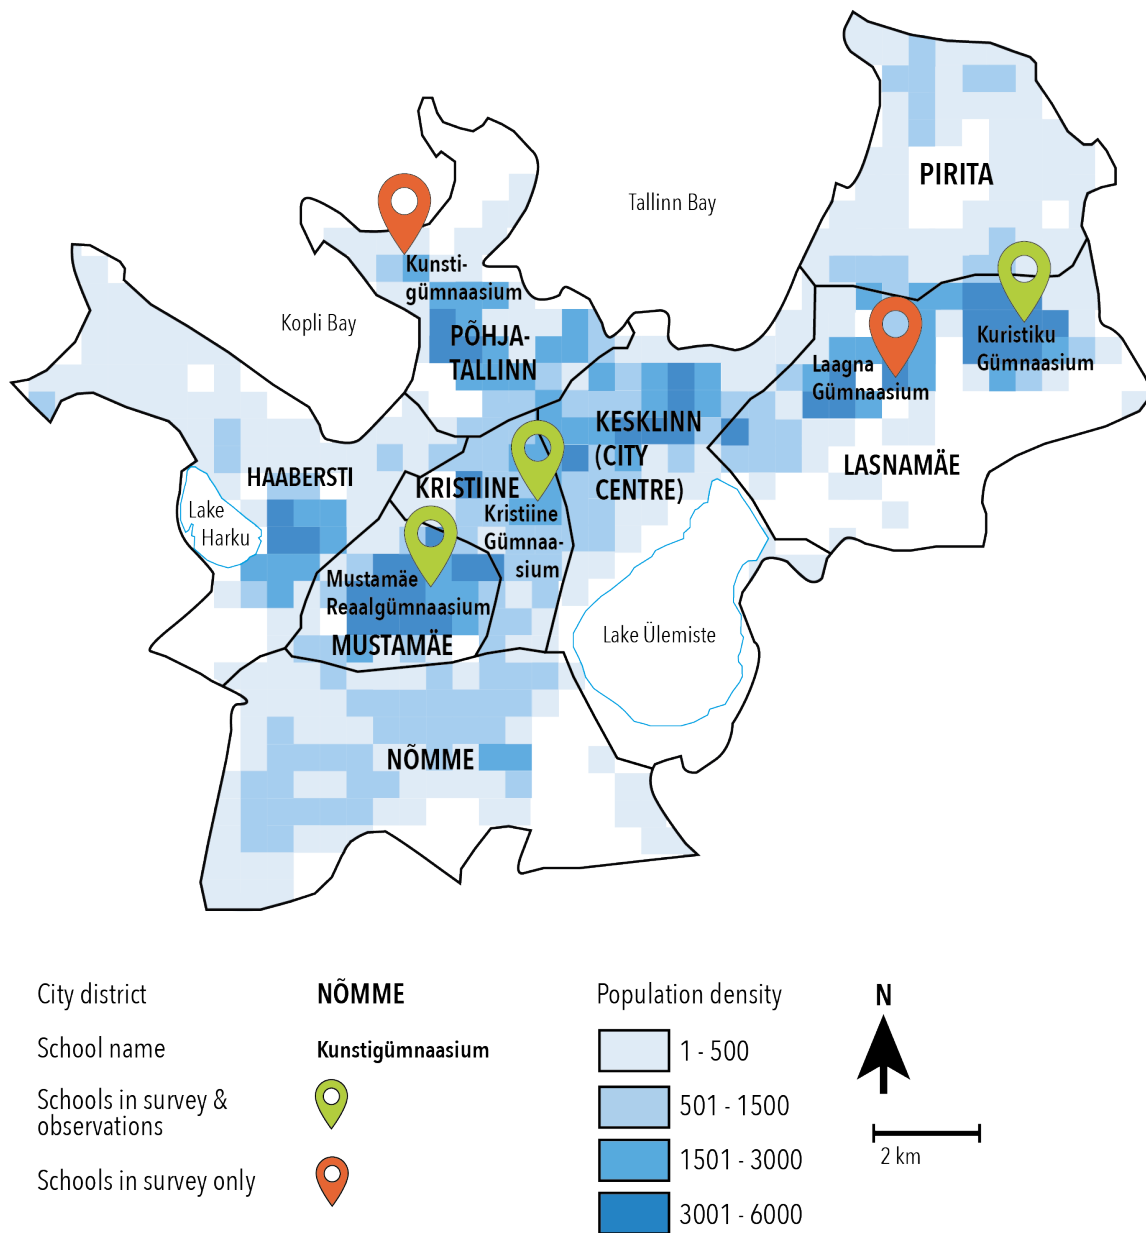 PIRITA
Tallinn Bay
Kunsti-
gümnaasium
Kopli Bay
PÕHJA-
TALLINN
Kuristiku
Gümnaasium
Laagna
Gümnaasium
KESKLINN
(CITY
CENTRE)
LASNAMÄE
HAABERSTI
KRISTIINE
Kristiine
Gümnaa-
sium
Lake
Harku
Mustamäe
Reaalgümnaasium
MUSTAMÄE
Lake Ülemiste
NÕMME
City district
NÕMME
School name
Kunstigümnaasium
Schools in survey &
observations
Schools in survey only
Population density
1 - 500
501 - 1500
1501 - 3000
3001 - 6000
N
2 km